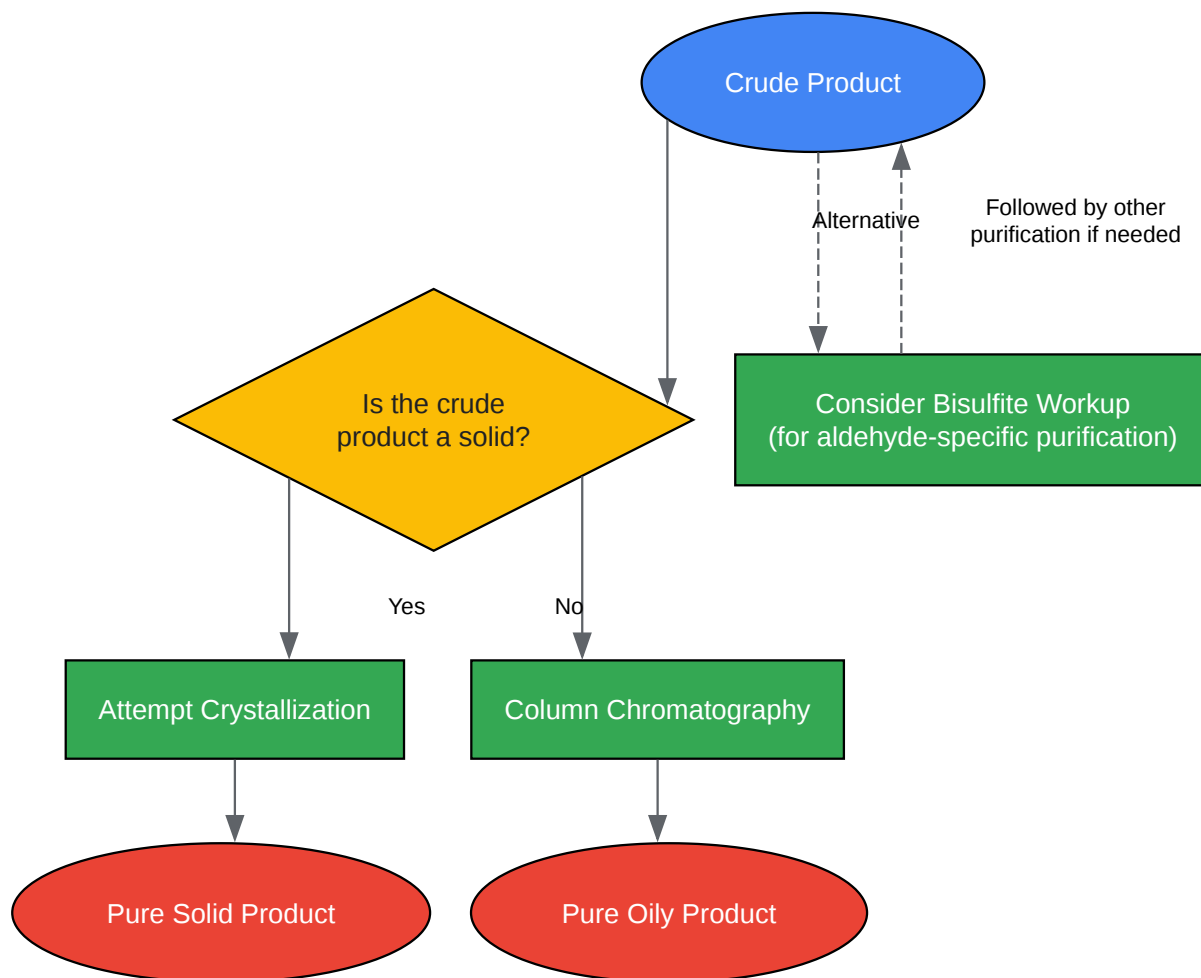 Crude Product
Alternative
Followed by other
purification if needed
Is the crude
product a solid?
Consider Bisulfite Workup
(for aldehyde-specific purification)
Yes
No
Attempt Crystallization
Column Chromatography
Pure Solid Product
Pure Oily Product